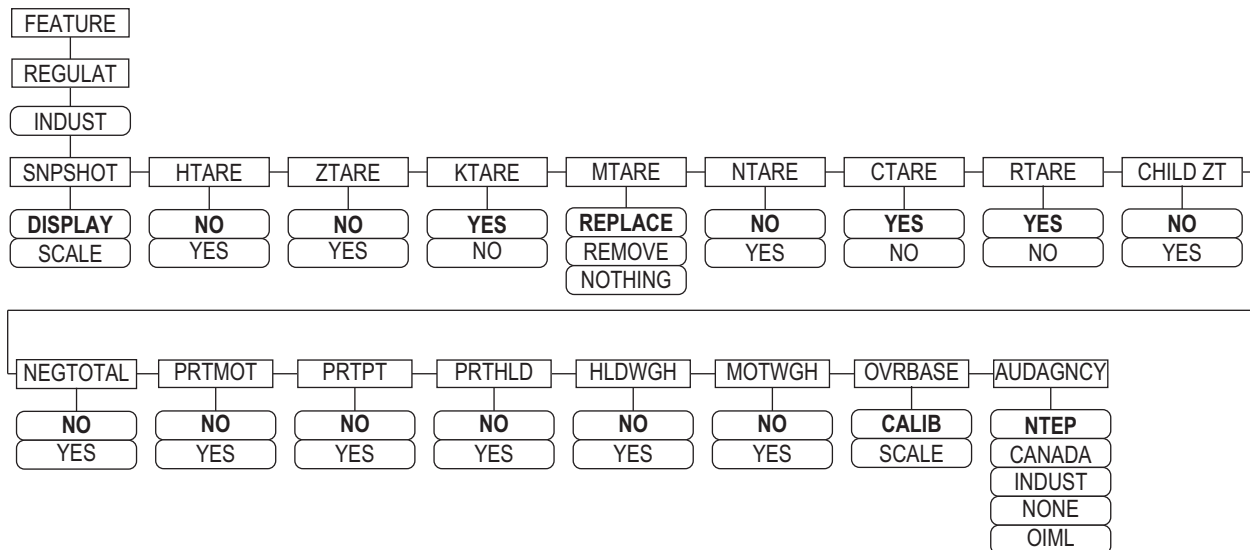 FEATURE
REGULAT
INDUST
SNPSHOT HTARE ZTARE KTARE MTARE NTARE CTARE RTARE CHILD ZT
DISPLAY NO NO YES REPLACE NO YES YES NO
SCALE YES YES NO REMOVE YES NO NO YES
NOTHING
NEGTOTAL PRTMOT PRTPT PRTHLD HLDWGH MOTWGH OVRBASE AUDAGNCY
NO NO NO NO NO NO CALIB NTEP
YES YES YES YES YES YES SCALE CANADA
INDUST
NONE
OIML